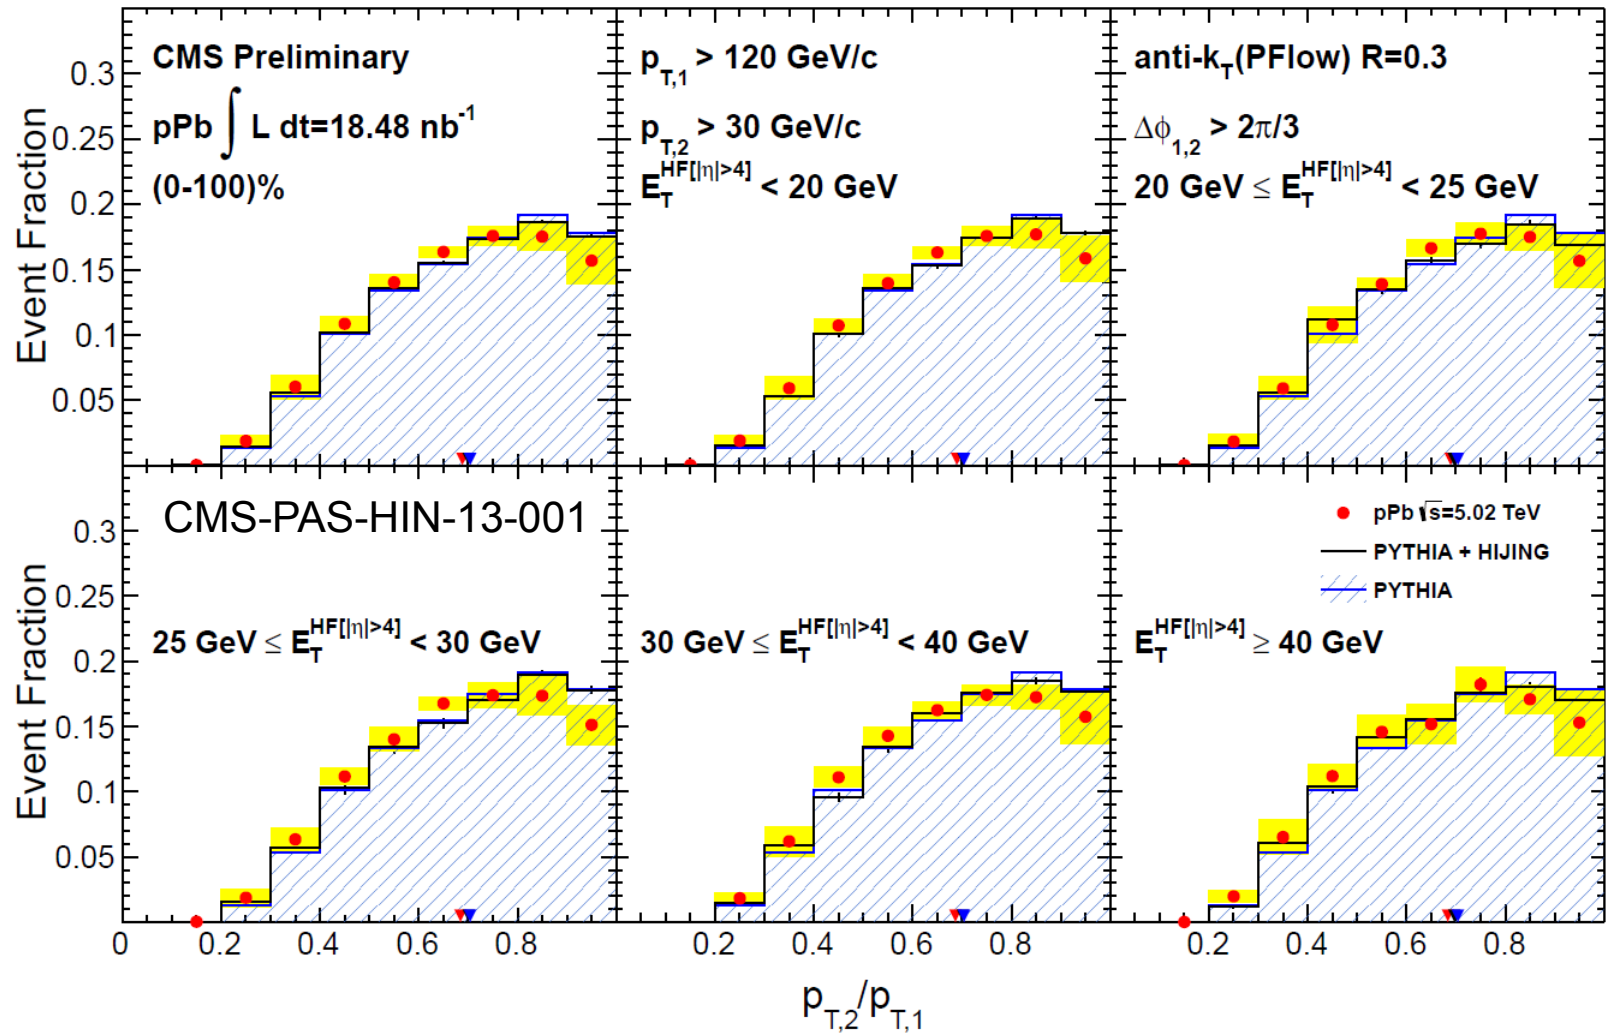 CMS Preliminary
pPb ∫ L dt=18.48 nb⁻¹
(0-100)%
p_T,1 > 120 GeV/c
p_T,2 > 30 GeV/c
E_T^HF[|η|>4] < 20 GeV
anti-k_T(PFlow) R=0.3
Δϕ_1,2 > 2π/3
20 GeV ≤ E_T^HF[|η|>4] < 25 GeV
Event Fraction
0.3
0.25
0.2
0.15
0.1
0.05
CMS-PAS-HIN-13-001
25 GeV ≤ E_T^HF[|η|>4] < 30 GeV
30 GeV ≤ E_T^HF[|η|>4] < 40 GeV
pPb √s=5.02 TeV
PYTHIA + HIJING
PYTHIA
E_T^HF[|η|>4] ≥ 40 GeV
Event Fraction
0.3
0.25
0.2
0.15
0.1
0.05
0 0.2 0.4 0.6 0.8 0.2 0.4 0.6 0.8 0.2 0.4 0.6 0.8
p_T,2/p_T,1